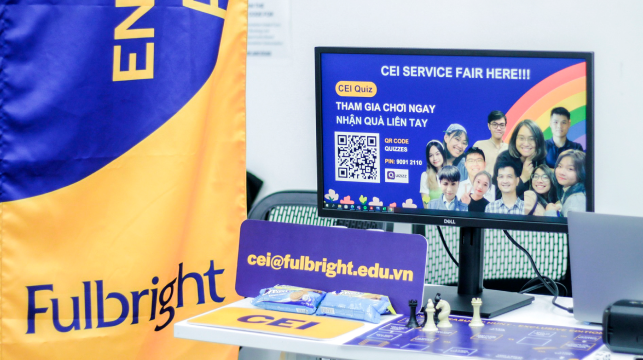 EN
Fulbright
CEI SERVICE FAIR HERE!!!
CEI Quiz
THAM GIA CHƠI NGAY
NHẬN QUÀ LIÊN TAY
QR CODE
QUIZZES
PIN: 9091 2110
cei@fulbright.edu.vn
CEI
DELL